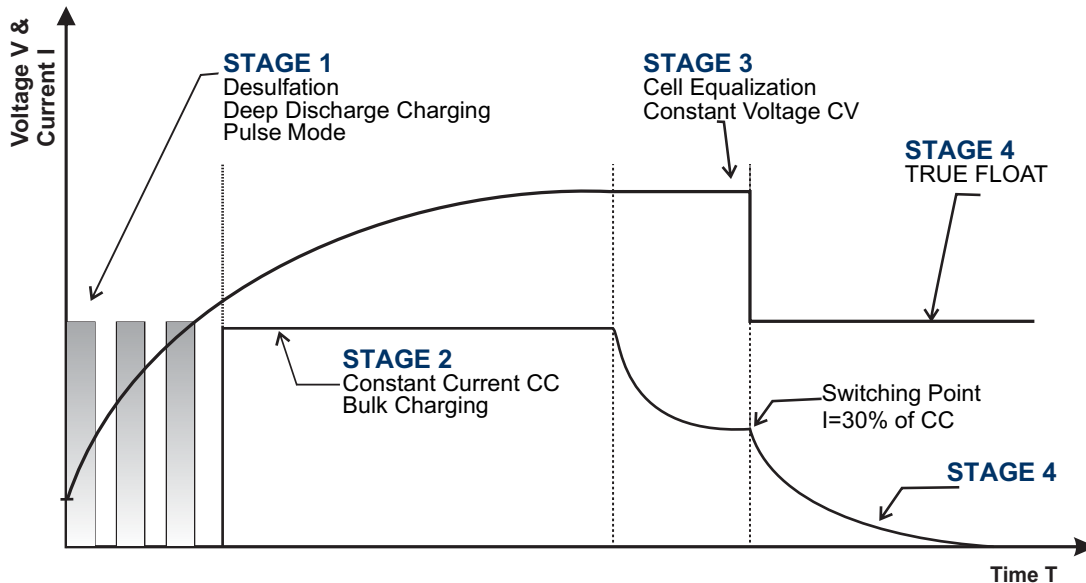 Voltage V &
Current I
STAGE 1
Desulfation
Deep Discharge Charging
Pulse Mode
STAGE 3
Cell Equalization
Constant Voltage CV
STAGE 4
TRUE FLOAT
STAGE 2
Constant Current CC
Bulk Charging
Switching Point
I=30% of CC
STAGE 4
Time T